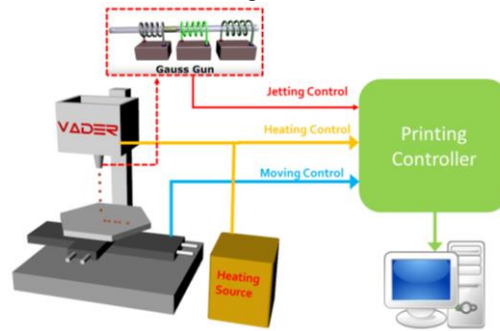 Gauss Gun
Jetting Control
VADER
Heating Control
Printing
Controller
Moving Control
Heating
Source